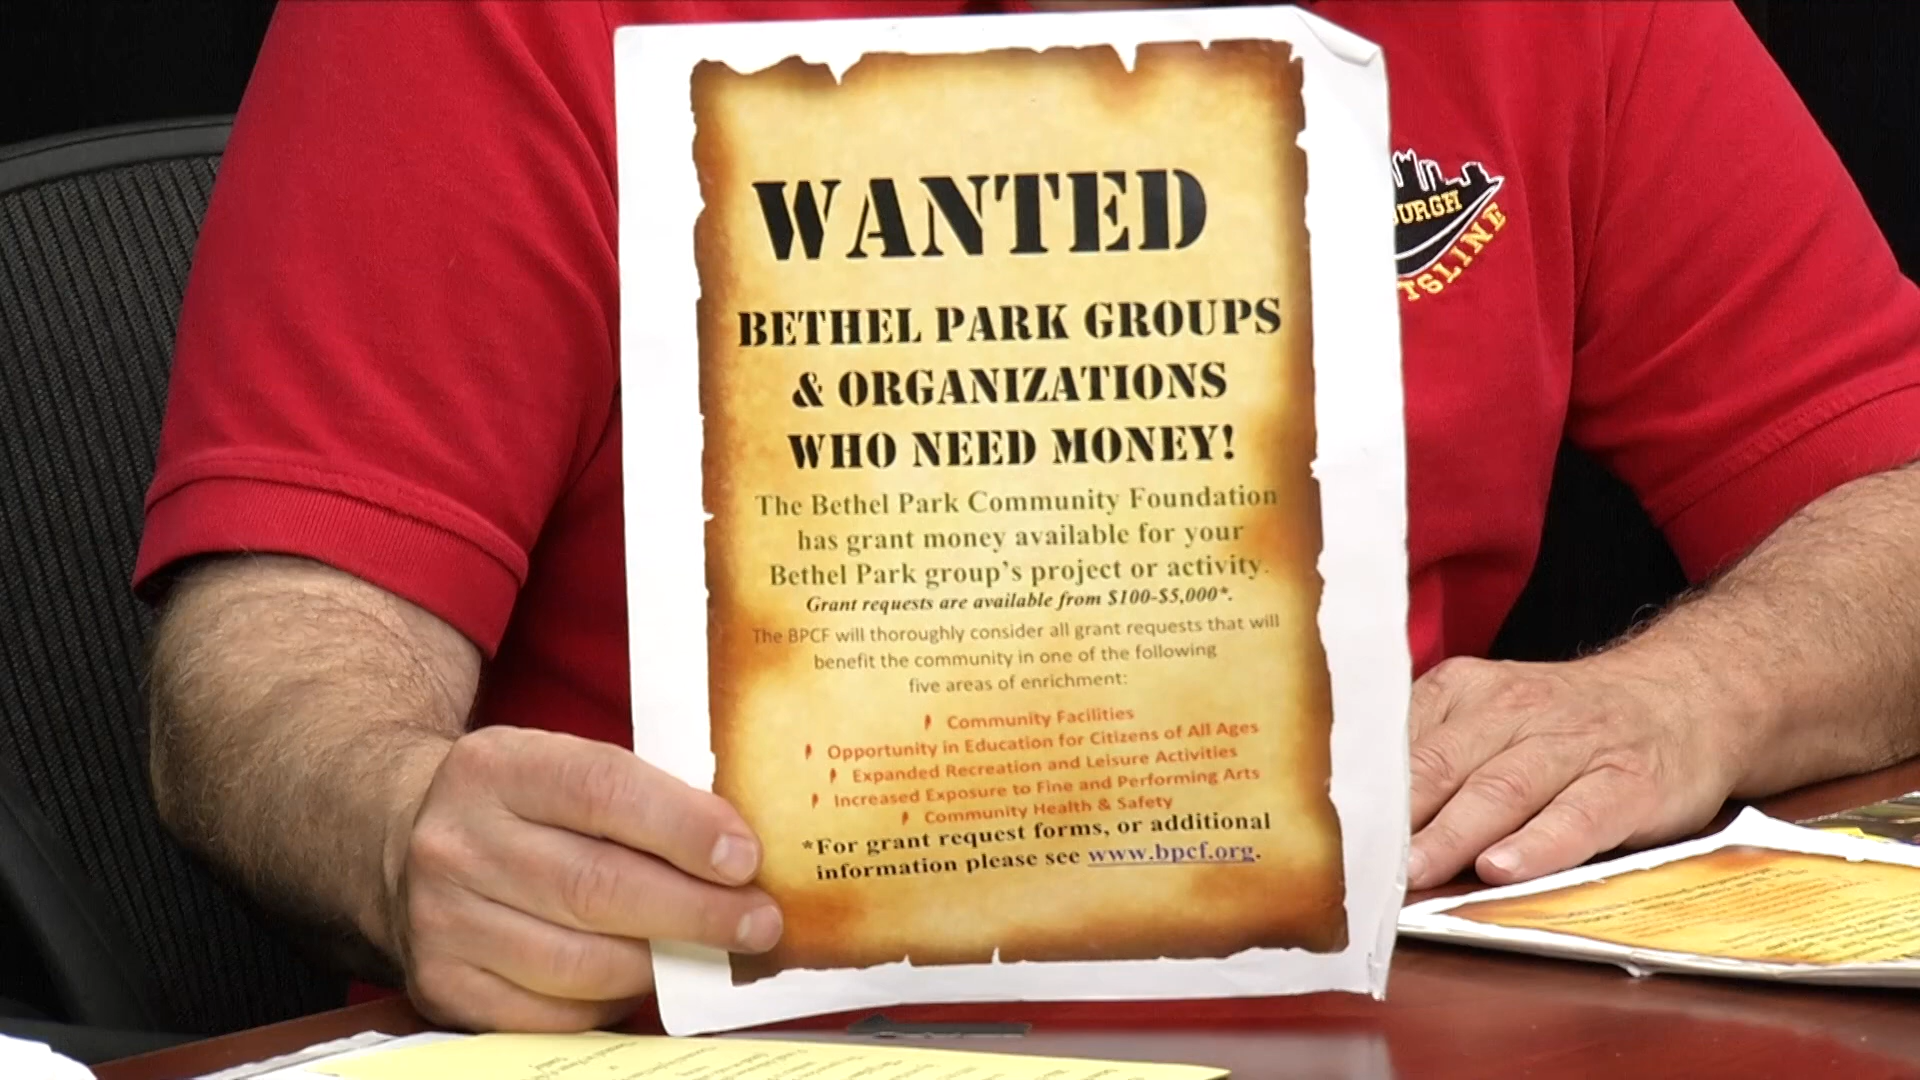 WANTED
BETHEL PARK GROUPS
& ORGANIZATIONS
WHO NEED MONEY!
The Bethel Park Community Foundation
has grant money available for your
Bethel Park group's project or activity.
Grant requests are available from $100-$5,000*.
The BPCF will thoroughly consider all grant requests that will
benefit the community in one of the following
five areas of enrichment:
Community Facilities
Opportunity in Education for Citizens of All Ages
Expanded Recreation and Leisure Activities
Increased Exposure to Fine and Performing Arts
Community Health & Safety
*For grant request forms, or additional
information please see www.bpcf.org.
URGH
TSLINE